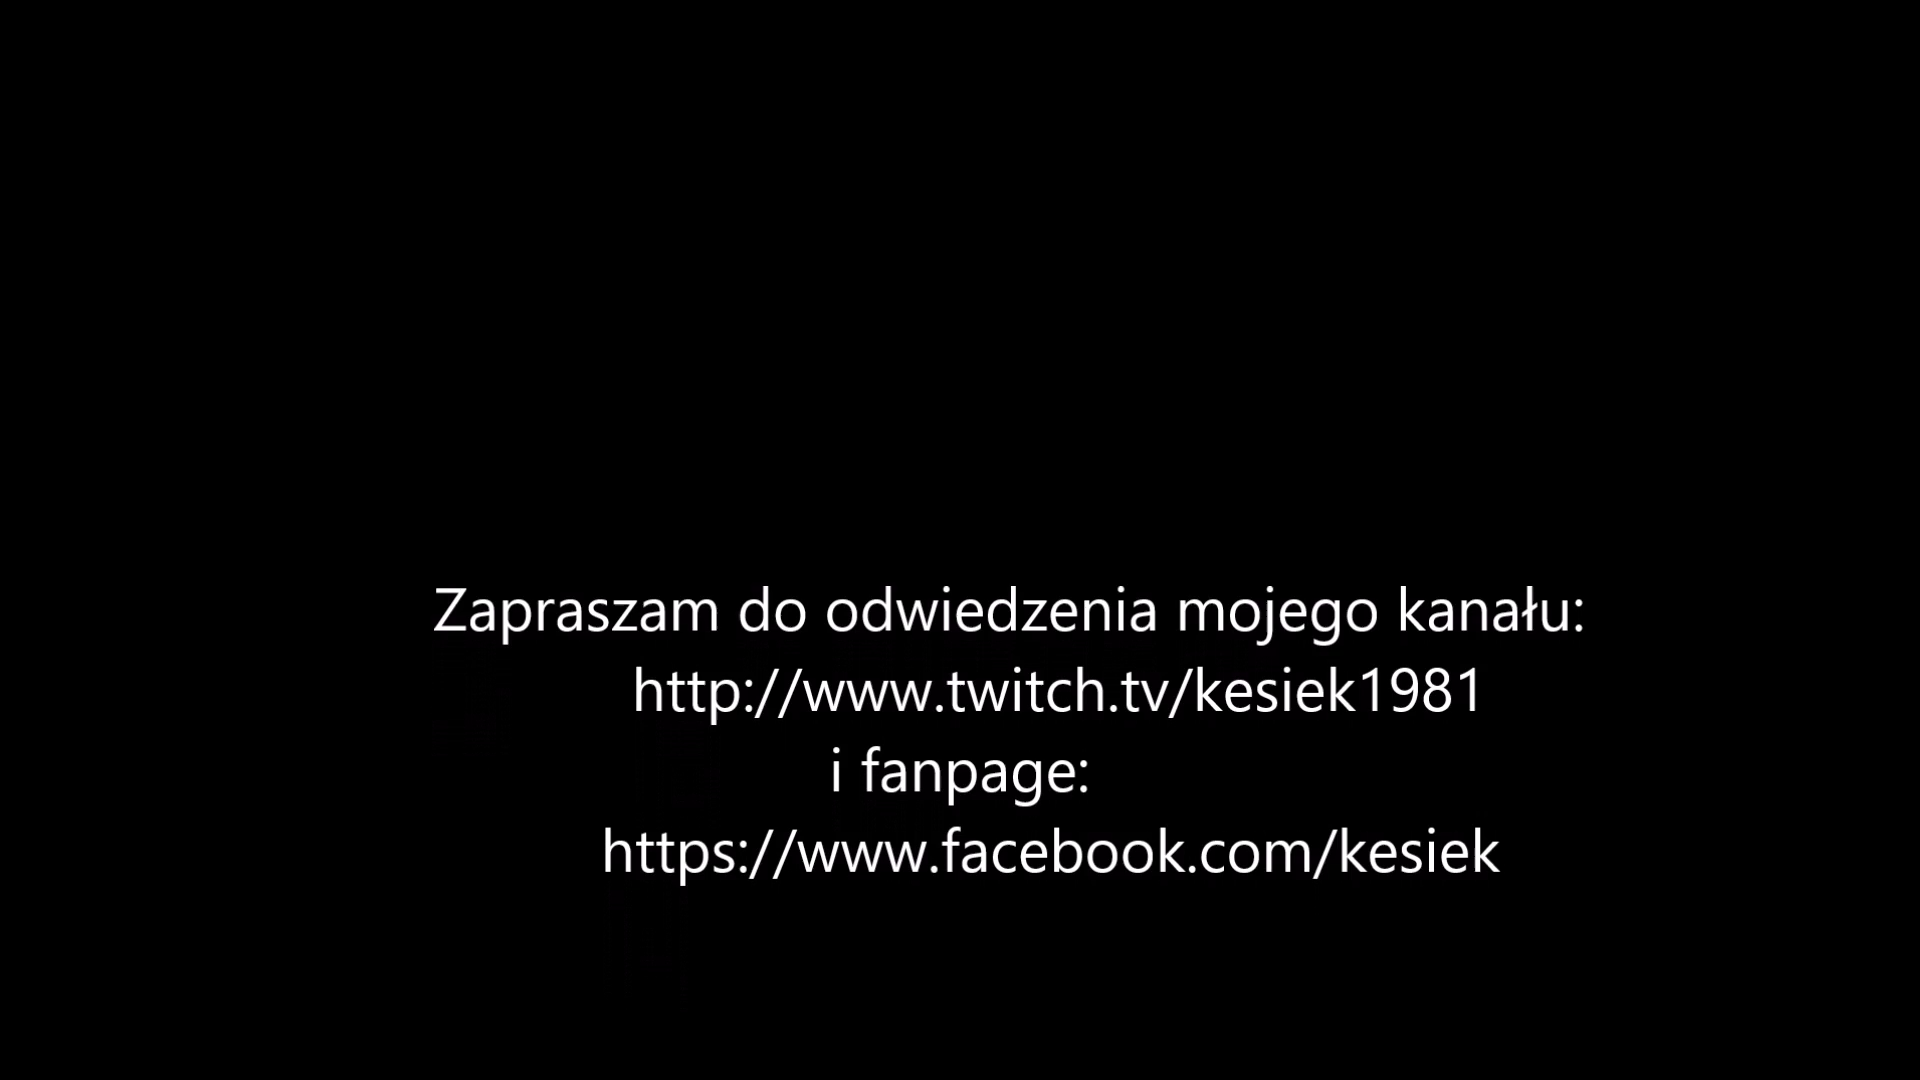 Zapraszam do odwiedzenia mojego kanału:
http://www.twitch.tv/kesiek1981
i fanpage:
https://www.facebook.com/kesiek